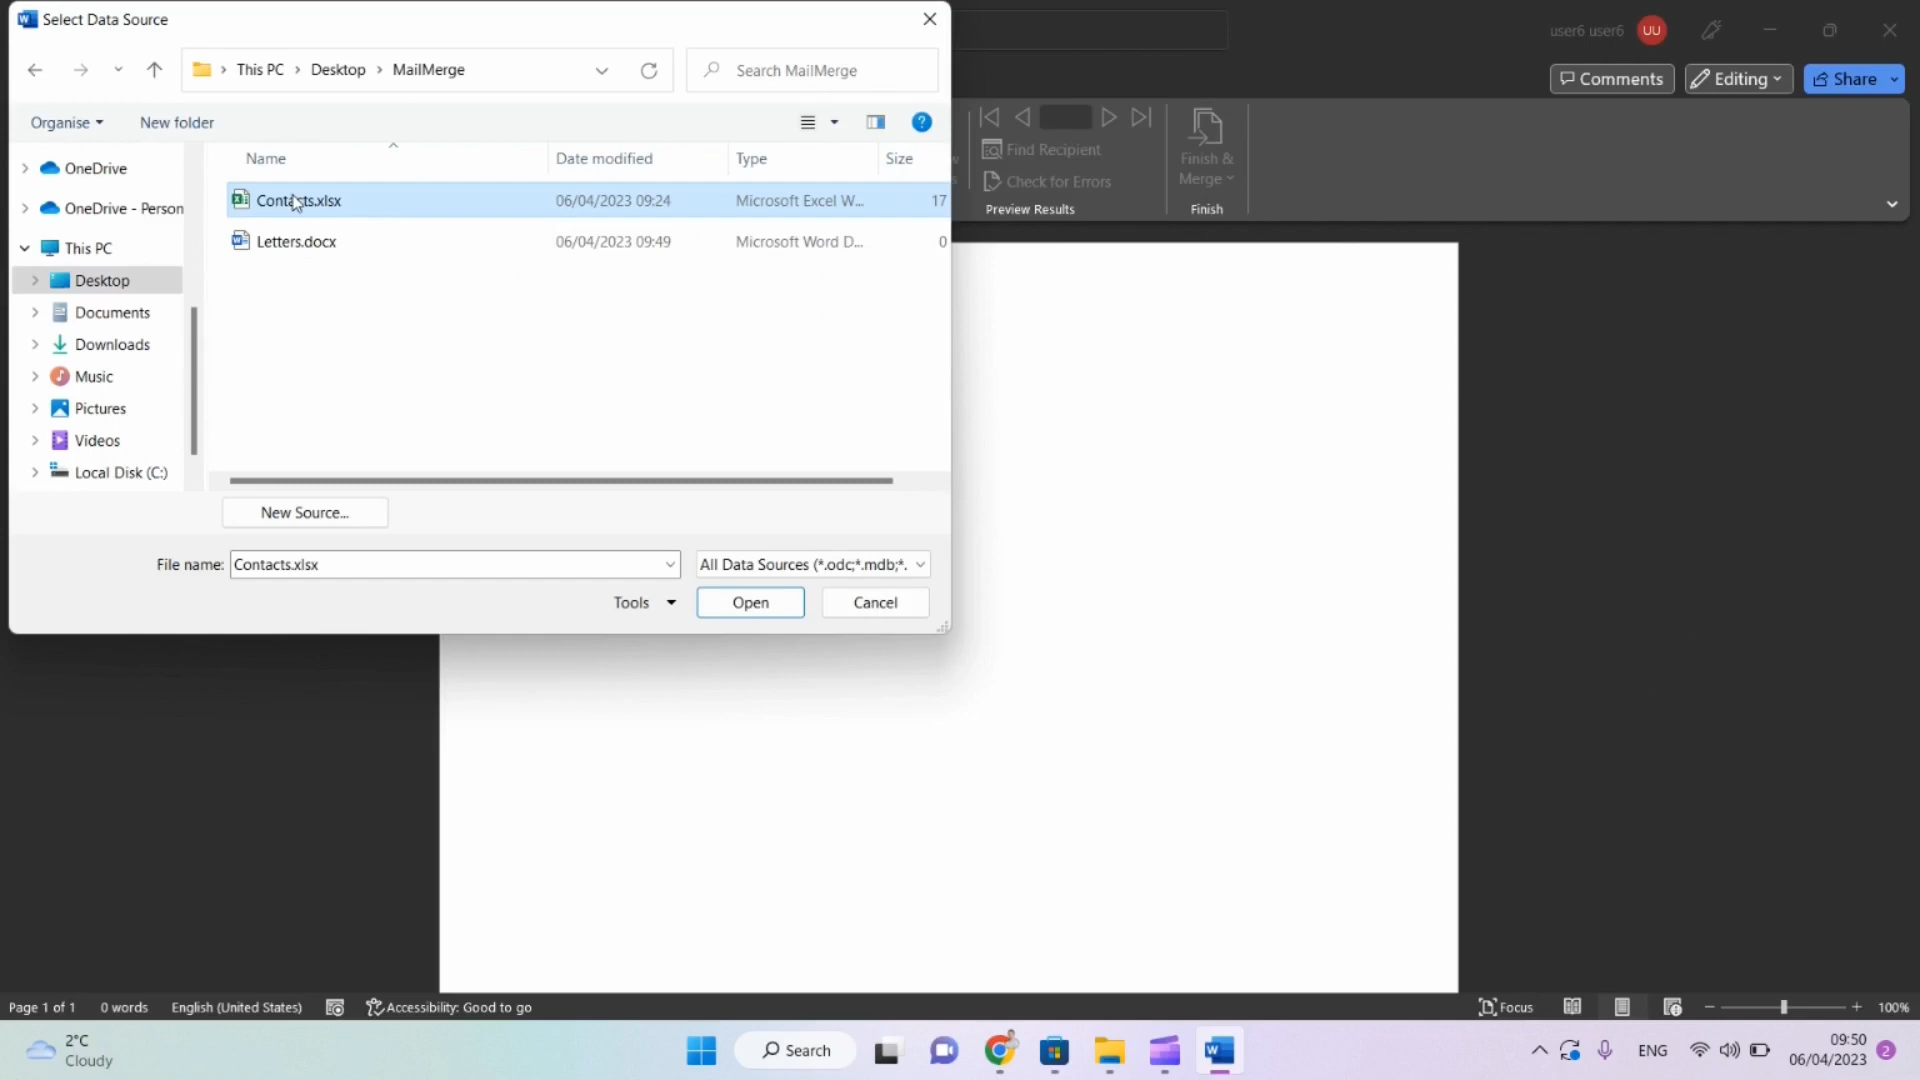 Select Data Source
user6 user6 UU
This PC > Desktop > MailMerge
Search MailMerge
Comments
Editing
Share
Organise
New folder
Find Recipient
Check for Errors
Preview Results
Finish &
Merge
Finish
Name
Date modified
Type
Size
Contacts.xlsx 06/04/2023 09:24 Microsoft Excel W... 17
Letters.docx 06/04/2023 09:49 Microsoft Word D... 0
OneDrive
OneDrive - Person
This PC
Desktop
Documents
Downloads
Music
Pictures
Videos
Local Disk (C:)
New Source...
File name: Contacts.xlsx
All Data Sources (*.odc;*.mdb;*.
Tools
Open
Cancel
Page 1 of 1
0 words
English (United States)
Accessibility: Good to go
Focus
100%
2°C
Cloudy
Search
ENG
09:50
06/04/2023
2